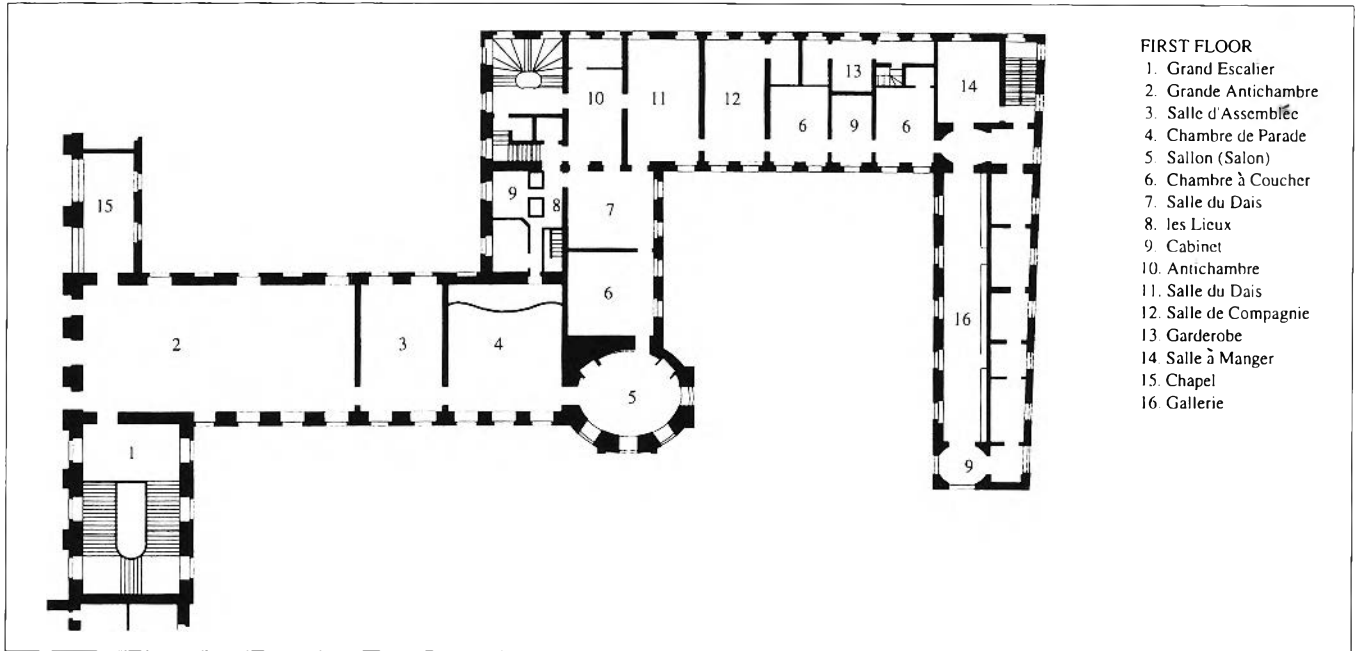 FIRST FLOOR
1. Grand Escalier
2. Grande Antichambre
3. Salle d'Assemblée
4. Chambre de Parade
5. Sallon (Salon)
6. Chambre à Coucher
7. Salle du Dais
8. les Lieux
9. Cabinet
10. Antichambre
11. Salle du Dais
12. Salle de Compagnie
13. Garderobe
14. Salle à Manger
15. Chapel
16. Gallerie
10
11
12
13
14
6
9
6
15
9
8
7
6
2
3
4
5
16
1
9